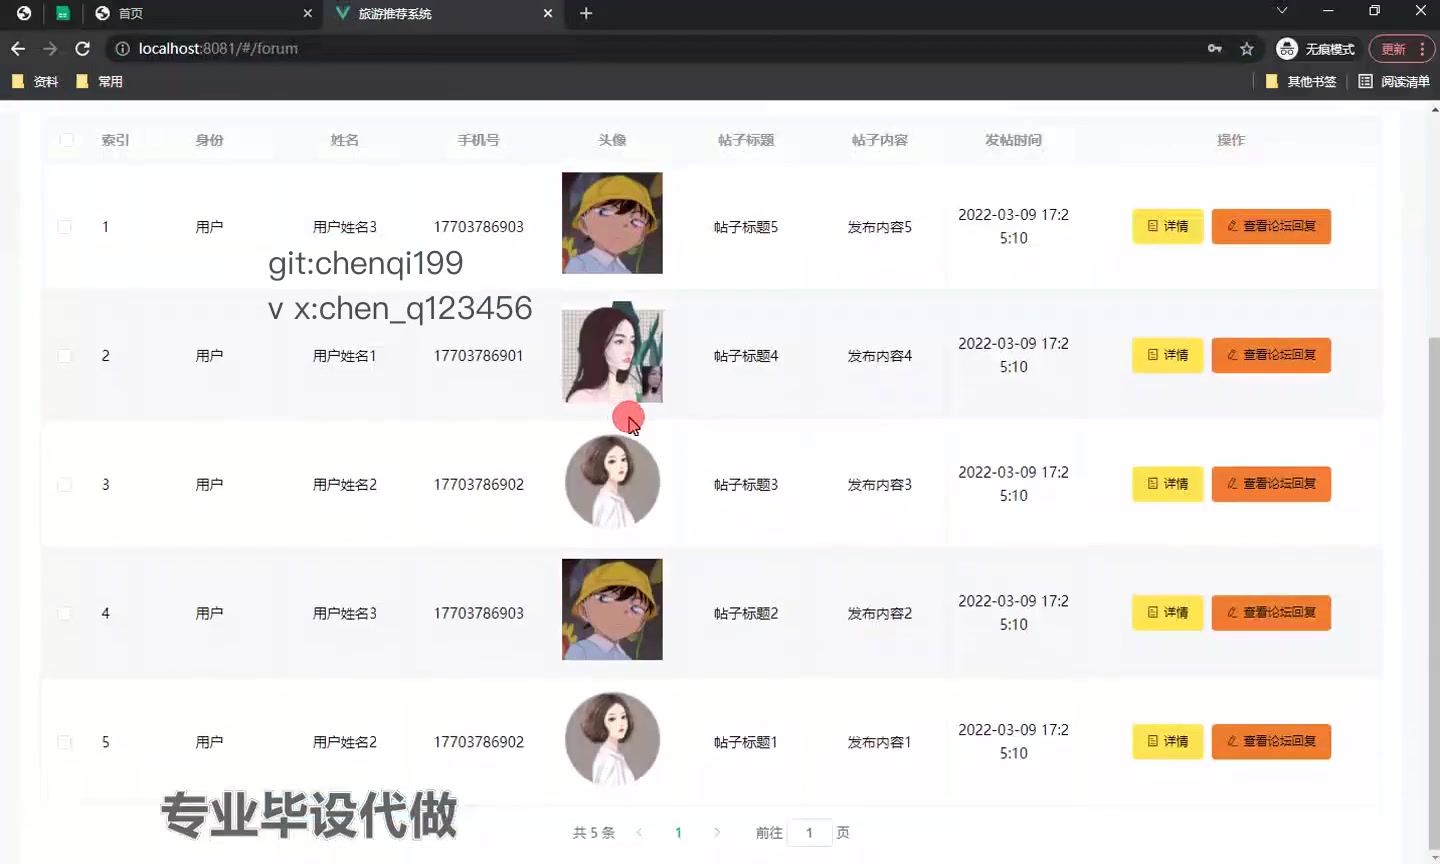 首页
旅游推荐系统
localhost:8081/#/forum
无痕模式
更新
资料
常用
其他书签
阅读清单
索引 身份 姓名 手机号 头像 帖子标题 帖子内容 发帖时间 操作
1 用户 用户姓名3 17703786903 帖子标题5 发布内容5 2022-03-09 17:2
5:10
详情 查看论坛回复
git:chenqi199
v x:chen_q123456
2 用户 用户姓名1 17703786901 帖子标题4 发布内容4 2022-03-09 17:2
5:10
详情 查看论坛回复
3 用户 用户姓名2 17703786902 帖子标题3 发布内容3 2022-03-09 17:2
5:10
详情 查看论坛回复
4 用户 用户姓名3 17703786903 帖子标题2 发布内容2 2022-03-09 17:2
5:10
详情 查看论坛回复
5 用户 用户姓名2 17703786902 帖子标题1 发布内容1 2022-03-09 17:2
5:10
详情 查看论坛回复
专业毕设代做
共 5 条 1 前往 1 页